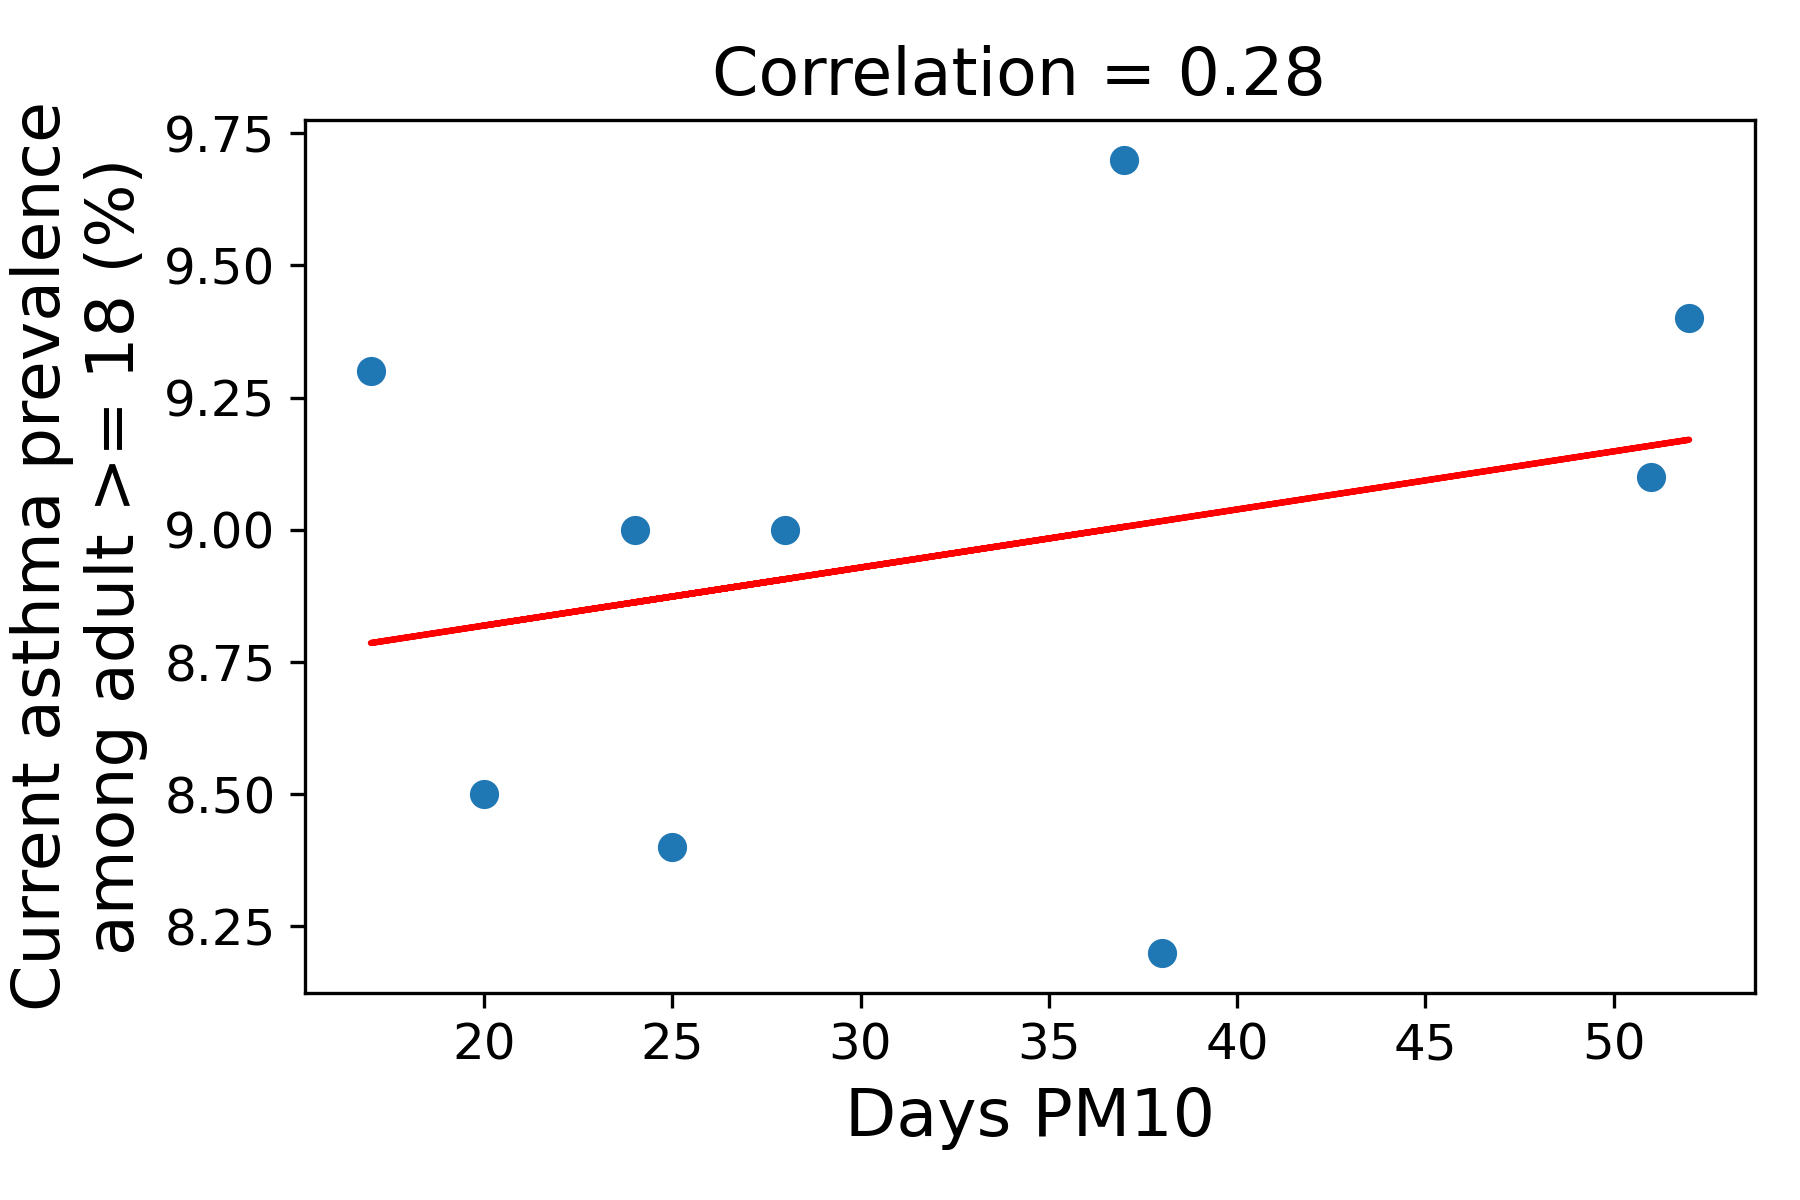 Correlation = 0.28
Current asthma prevalence
among adult >= 18 (%)
9.75
9.50
9.25
9.00
8.75
8.50
8.25
20 25 30 35 40 45 50
Days PM10